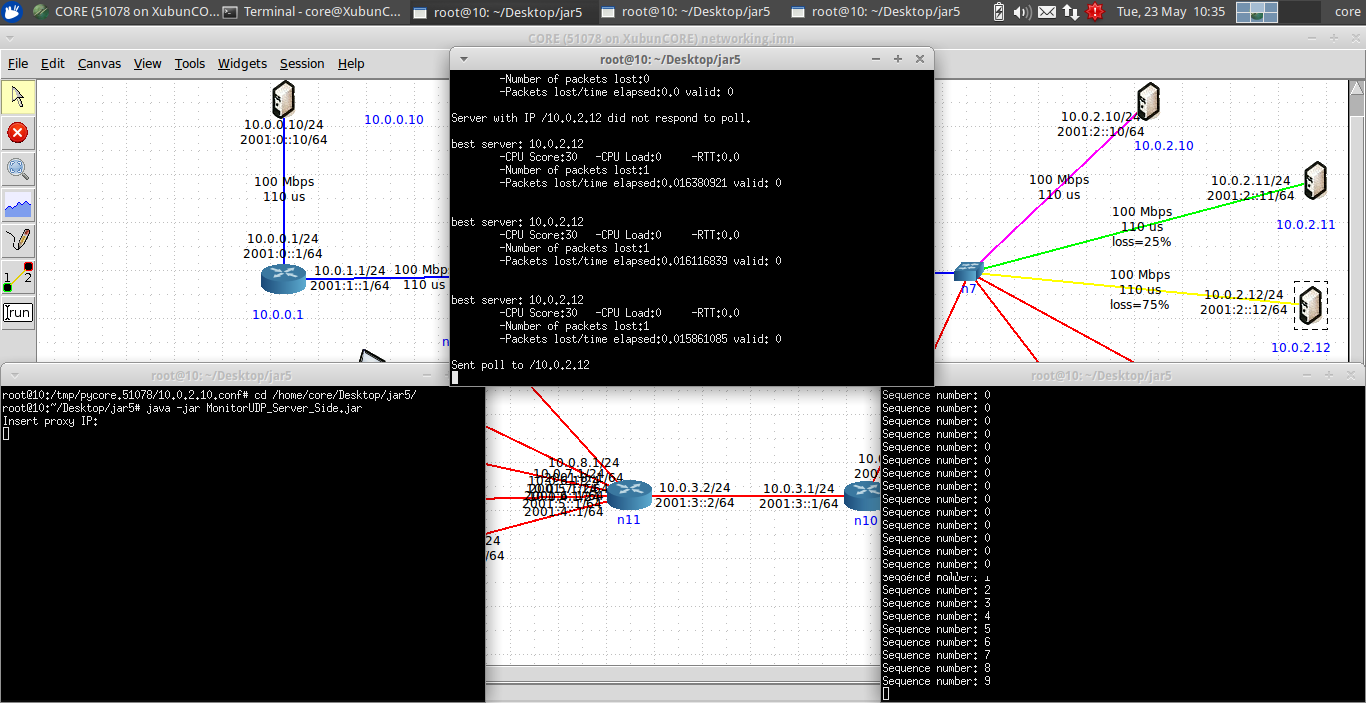 CORE (51078 on XubunCO...
Terminal - core@XubunC...
root@10: ~/Desktop/jar5
root@10: ~/Desktop/jar5
root@10: ~/Desktop/jar5
Tue, 23 May 10:35
core
CORE (51078 on XubunCORE) networking.imn
File Edit Canvas View Tools Widgets Session Help
10.0.0.10/24
2001:0::10/64
10.0.0.10
100 Mbps
110 us
10.0.0.1/24
2001:0::1/64
10.0.1.1/24
2001:1::1/64
100 Mbp
110 us
10.0.0.1
1 2
run
root@10: ~/Desktop/jar5
-Number of packets lost:0
-Packets lost/time elapsed:0.0 valid: 0
Server with IP /10.0.2.12 did not respond to poll.
best server: 10.0.2.12
-CPU Score:30 -CPU Load:0 -RTT:0.0
-Number of packets lost:1
-Packets lost/time elapsed:0.016380921 valid: 0
best server: 10.0.2.12
-CPU Score:30 -CPU Load:0 -RTT:0.0
-Number of packets lost:1
-Packets lost/time elapsed:0.016116839 valid: 0
best server: 10.0.2.12
-CPU Score:30 -CPU Load:0 -RTT:0.0
-Number of packets lost:1
-Packets lost/time elapsed:0.015861085 valid: 0
Sent poll to /10.0.2.12
10.0.2.10/24
2001:2::10/64
10.0.2.10
100 Mbps
110 us
10.0.2.11/24
2001:2::11/64
10.0.2.11
100 Mbps
110 us
loss=25%
n7
100 Mbps
110 us
loss=75%
10.0.2.12/24
2001:2::12/64
10.0.2.12
root@10: ~/Desktop/jar5
root@10:/tmp/pycore.51078/10.0.2.10.conf# cd /home/core/Desktop/jar5/
root@10:~/Desktop/jar5# java -jar MonitorUDP_Server_Side.jar
Insert proxy IP:
10.0.8.1/24
2001:5::1/64
2001:4::1/64
24
/64
n11
10.0.3.2/24
2001:3::2/64
10.0.3.1/24
2001:3::1/64
10.0
200
n10
root@10: ~/Desktop/jar5
Sequence number: 0
Sequence number: 0
Sequence number: 0
Sequence number: 0
Sequence number: 0
Sequence number: 0
Sequence number: 0
Sequence number: 0
Sequence number: 0
Sequence number: 0
Sequence number: 0
Sequence number: 0
Sequence number: 0
Sequence number: 0
Sequence number: 1
Sequence number: 2
Sequence number: 3
Sequence number: 4
Sequence number: 5
Sequence number: 6
Sequence number: 7
Sequence number: 8
Sequence number: 9